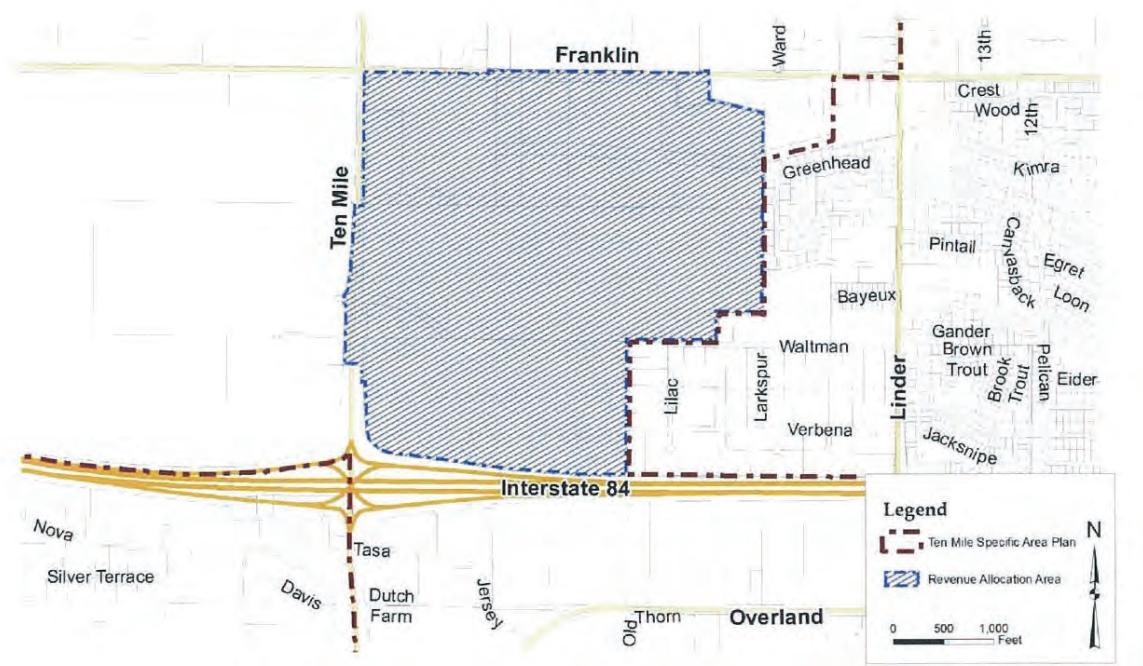 Franklin
Ward
13th
Crest
Wood
12th
Ten Mile
Greenhead
Kimra
Pintail
Canvasback
Egret
Loon
Bayeux
Gander
Brown
Trout
Waltman
Brook
Trout
Pelican
Eider
Lilac
Larkspur
Linder
Verbena
Jacksnipe
Interstate 84
Nova
Silver Terrace
Tasa
Davis
Dutch
Farm
Jersey
Old
Thorn
Overland
Legend
Ten Mile Specific Area Plan
Revenue Allocation Area
N
0 500 1,000
Feet